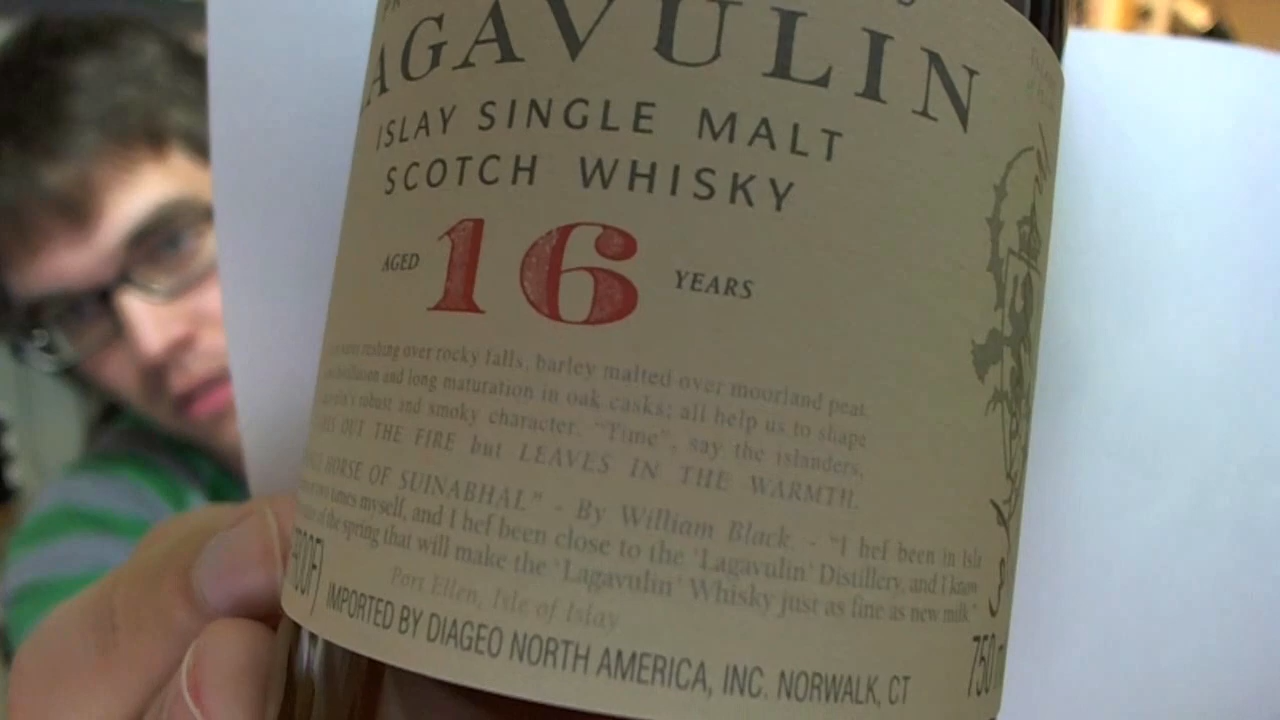 AGAVULIN
ISLAY SINGLE MALT
SCOTCH WHISKY
AGED 16 YEARS
rushing over rocky falls, barley malted over moorland peat
and long maturation in oak casks; all help us to shape
robust and smoky character. "Time", say the islanders,
OUT THE FIRE but LEAVES IN THE WARMTH.
HORSE OF SUINABHAL" - By William Black. - "I hef been in Isla
times myself, and I hef been close to the 'Lagavulin' Distillery, and I know
of the spring that will make the 'Lagavulin' Whisky just as fine as new milk"
Port Ellen, Isle of Islay
PROOF) IMPORTED BY DIAGEO NORTH AMERICA, INC. NORWALK, CT
750